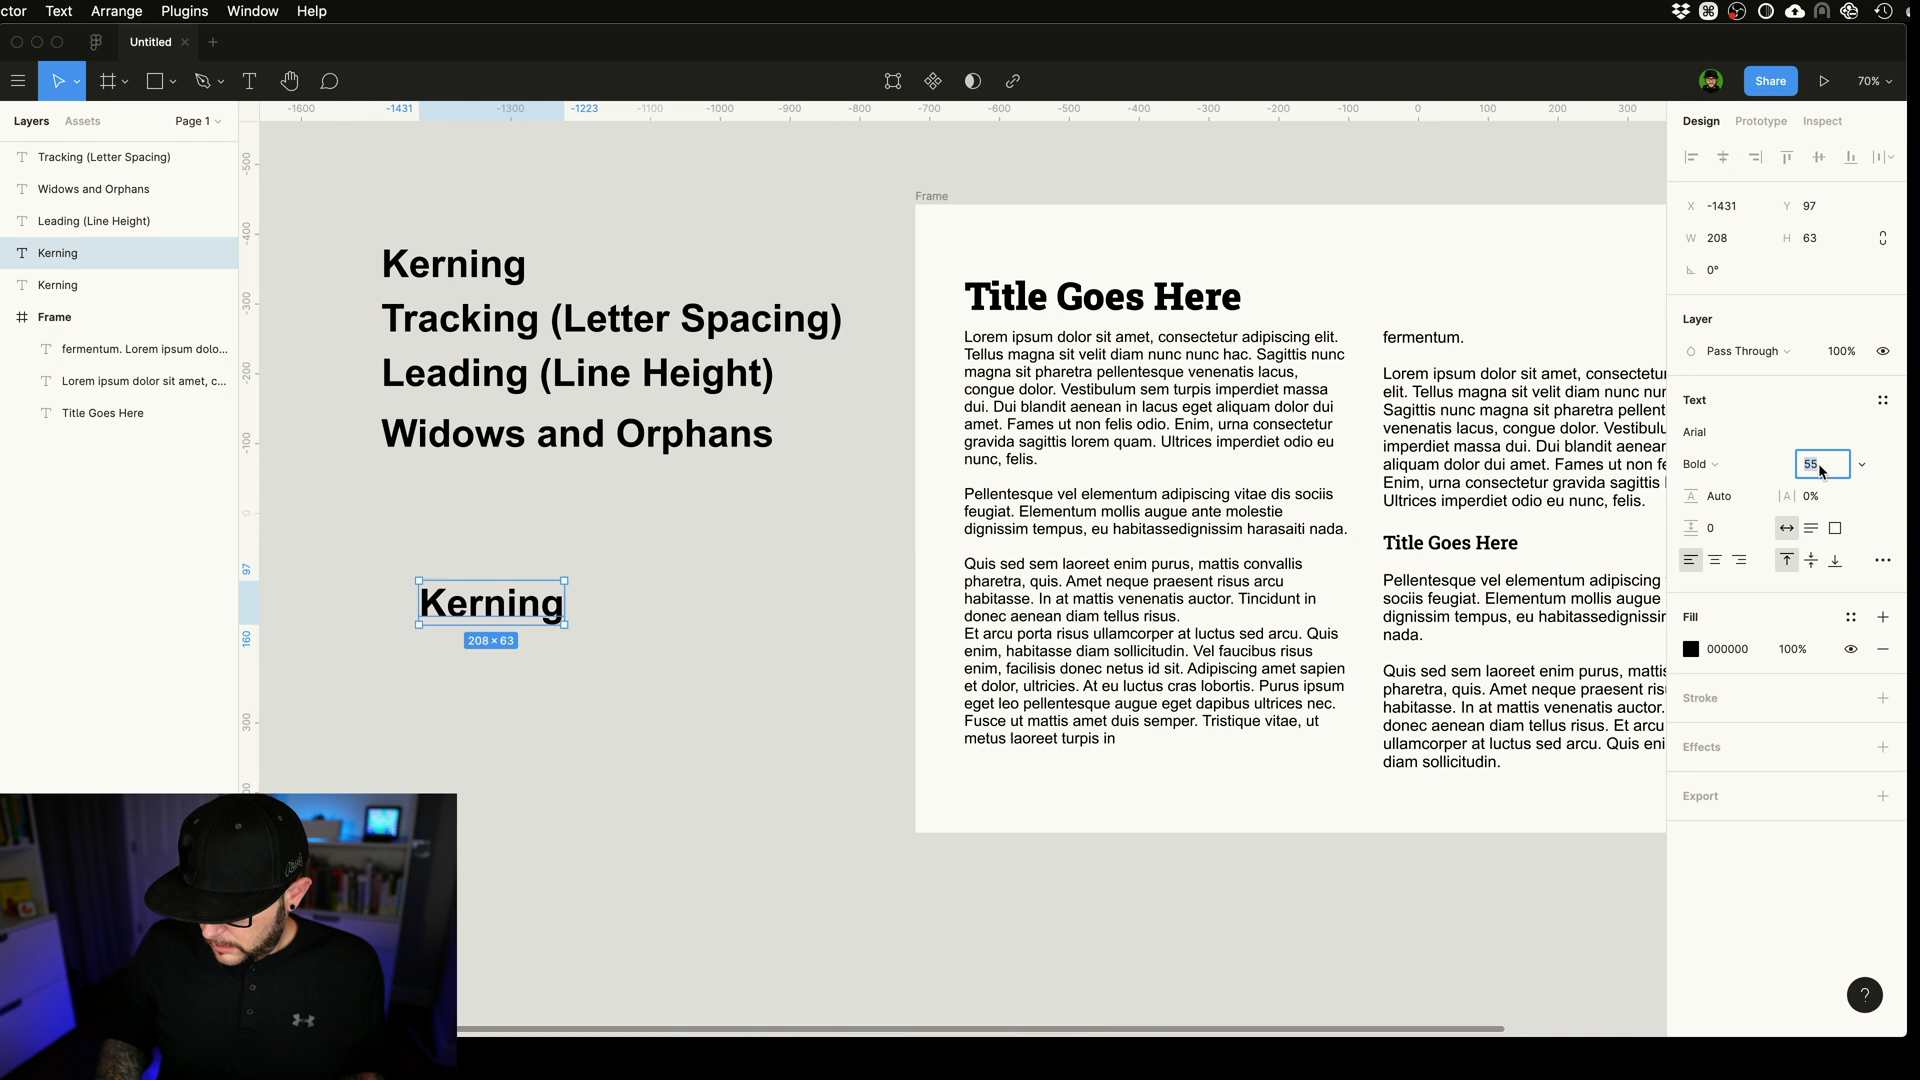 ctor Text Arrange Plugins Window Help
Untitled
Share
70%
Layers Assets Page 1
-1600 -1431 -1300 -1223 -1100 -1000 -900 -800 -700 -600 -500 -400 -300 -200 -100 0 100 200 300
Tracking (Letter Spacing)
Widows and Orphans
Leading (Line Height)
Kerning
Kerning
Frame
fermentum. Lorem ipsum dolo...
Lorem ipsum dolor sit amet, c...
Title Goes Here
-500
-400
-300
-200
-100
0
97
160
300
Kerning
Tracking (Letter Spacing)
Leading (Line Height)
Widows and Orphans
Kerning
208 × 63
Frame
Title Goes Here
Lorem ipsum dolor sit amet, consectetur adipiscing elit.
Tellus magna sit velit diam nunc nunc hac. Sagittis nunc
magna sit pharetra pellentesque venenatis lacus,
congue dolor. Vestibulum sem turpis imperdiet massa
dui. Dui blandit aenean in lacus eget aliquam dolor dui
amet. Fames ut non felis odio. Enim, urna consectetur
gravida sagittis lorem quam. Ultrices imperdiet odio eu
nunc, felis.
Pellentesque vel elementum adipiscing vitae dis sociis
feugiat. Elementum mollis augue ante molestie
dignissim tempus, eu habitassedignissim harasaiti nada.
Quis sed sem laoreet enim purus, mattis convallis
pharetra, quis. Amet neque praesent risus arcu
habitasse. In at mattis venenatis auctor. Tincidunt in
donec aenean diam tellus risus.
Et arcu porta risus ullamcorper at luctus sed arcu. Quis
enim, habitasse diam sollicitudin. Vel faucibus risus
enim, facilisis donec netus id sit. Adipiscing amet sapien
et dolor, ultricies. At eu luctus cras lobortis. Purus ipsum
eget leo pellentesque augue eget dapibus ultrices nec.
Fusce ut mattis amet duis semper. Tristique vitae, ut
metus laoreet turpis in
fermentum.
Lorem ipsum dolor sit amet, consectetur
elit. Tellus magna sit velit diam nunc nun
Sagittis nunc magna sit pharetra pellent
venenatis lacus, congue dolor. Vestibulu
imperdiet massa dui. Dui blandit aenean
aliquam dolor dui amet. Fames ut non fe
Enim, urna consectetur gravida sagittis l
Ultrices imperdiet odio eu nunc, felis.
Title Goes Here
Pellentesque vel elementum adipiscing
sociis feugiat. Elementum mollis augue
dignissim tempus, eu habitassedignissir
nada.
Quis sed sem laoreet enim purus, mattis
pharetra, quis. Amet neque praesent ris
habitasse. In at mattis venenatis auctor.
donec aenean diam tellus risus. Et arcu
ullamcorper at luctus sed arcu. Quis eni
diam sollicitudin.
Design Prototype Inspect
X -1431 Y 97
W 208 H 63
0°
Layer
Pass Through 100%
Text
Arial
Bold 55
Auto 0%
0
Fill
000000 100%
Stroke
Effects
Export
?